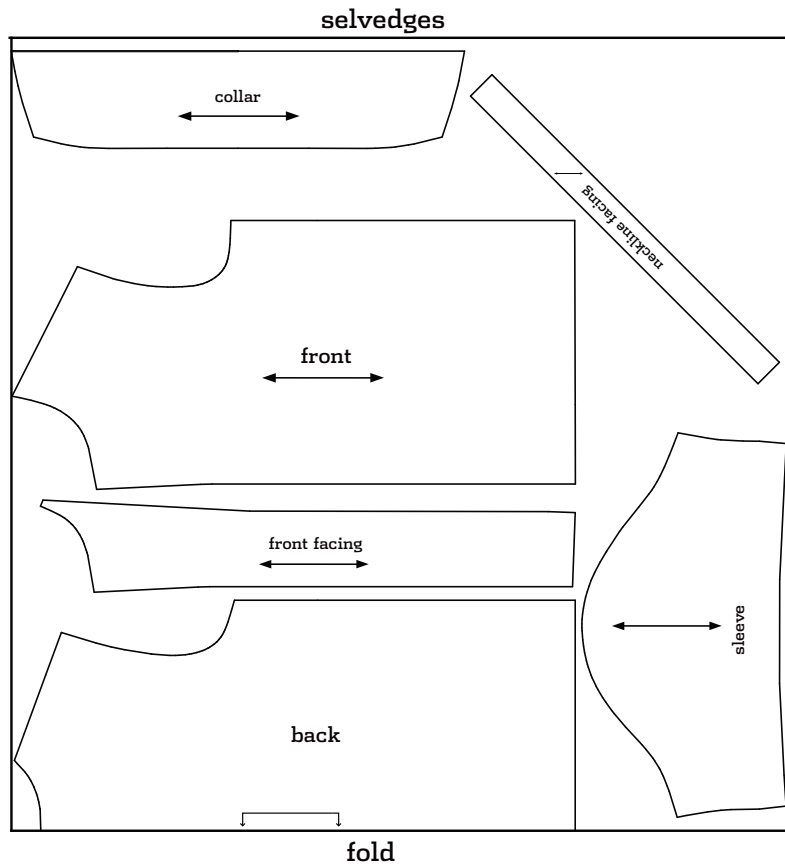 selvedges
collar
neckline facing
front
front facing
sleeve
back
fold